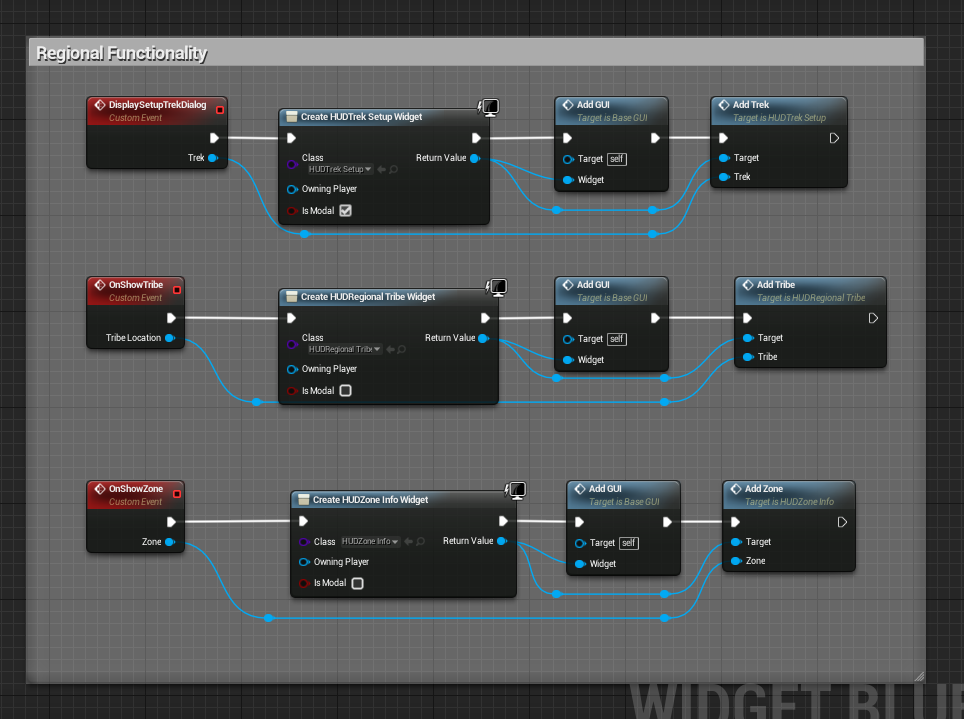 Regional Functionality
DisplaySetupTrekDialog
Custom Event
Trek
Create HUDTrek Setup Widget
Class
HUDTrek Setup
Return Value
Owning Player
Is Modal
Add GUI
Target is Base GUI
Target self
Widget
Add Trek
Target is HUDTrek Setup
Target
Trek
OnShowTribe
Custom Event
Tribe Location
Create HUDRegional Tribe Widget
Class
HUDRegional Tribe
Return Value
Owning Player
Is Modal
Add GUI
Target is Base GUI
Target self
Widget
Add Tribe
Target is HUDRegional Tribe
Target
Tribe
OnShowZone
Custom Event
Zone
Create HUDZone Info Widget
Class HUDZone Info
Return Value
Owning Player
Is Modal
Add GUI
Target is Base GUI
Target self
Widget
Add Zone
Target is HUDZone Info
Target
Zone
WIDGET BLUE